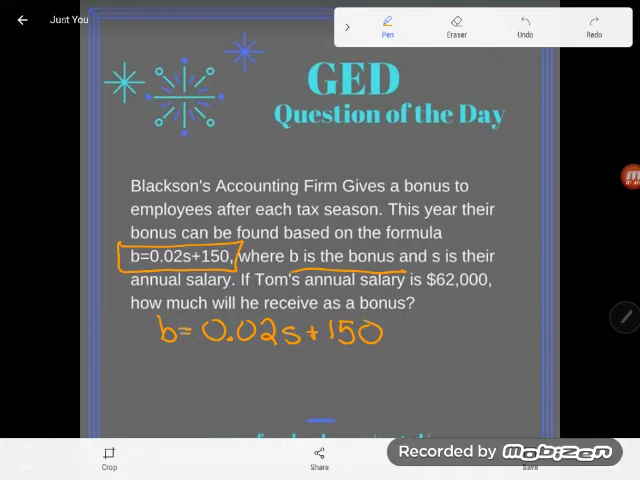 Just You
Pen
Eraser
Undo
Redo
GED
Question of the Day
Blackson's Accounting Firm Gives a bonus to
employees after each tax season. This year their
bonus can be found based on the formula
b=0.02s+150, where b is the bonus and s is their
annual salary. If Tom's annual salary is $62,000,
how much will he receive as a bonus?
b= 0.02s+150
Recorded by Mobizen
Crop
Share
Save